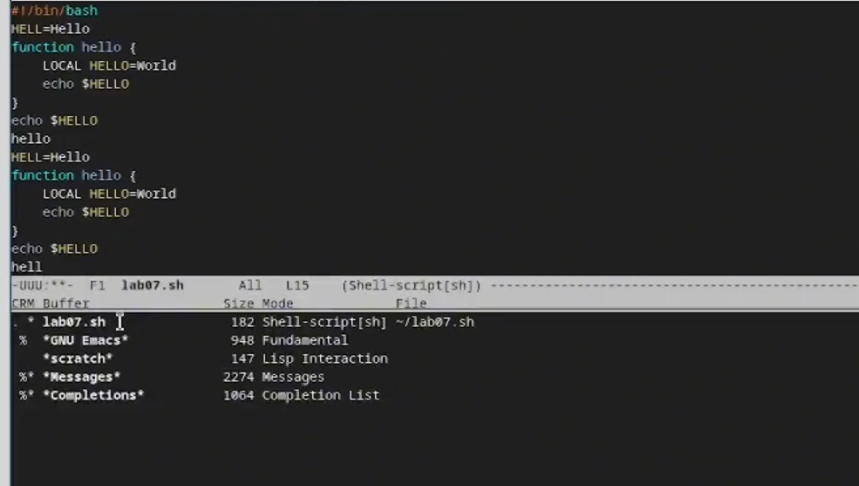 #!/bin/bash
HELL=Hello
function hello {
    LOCAL HELLO=World
    echo $HELLO
}
echo $HELLO
hello
HELL=Hello
function hello {
    LOCAL HELLO=World
    echo $HELLO
}
echo $HELLO
hell
-UUU:**-  F1  lab07.sh       All   L15    (Shell-script[sh]) ------------------------------------------------
CRM Buffer                 Size Mode             File
. * lab07.sh                182 Shell-script[sh] ~/lab07.sh
 %  *GNU Emacs*             948 Fundamental
    *scratch*               147 Lisp Interaction
 %* *Messages*             2274 Messages
 %* *Completions*          1064 Completion List